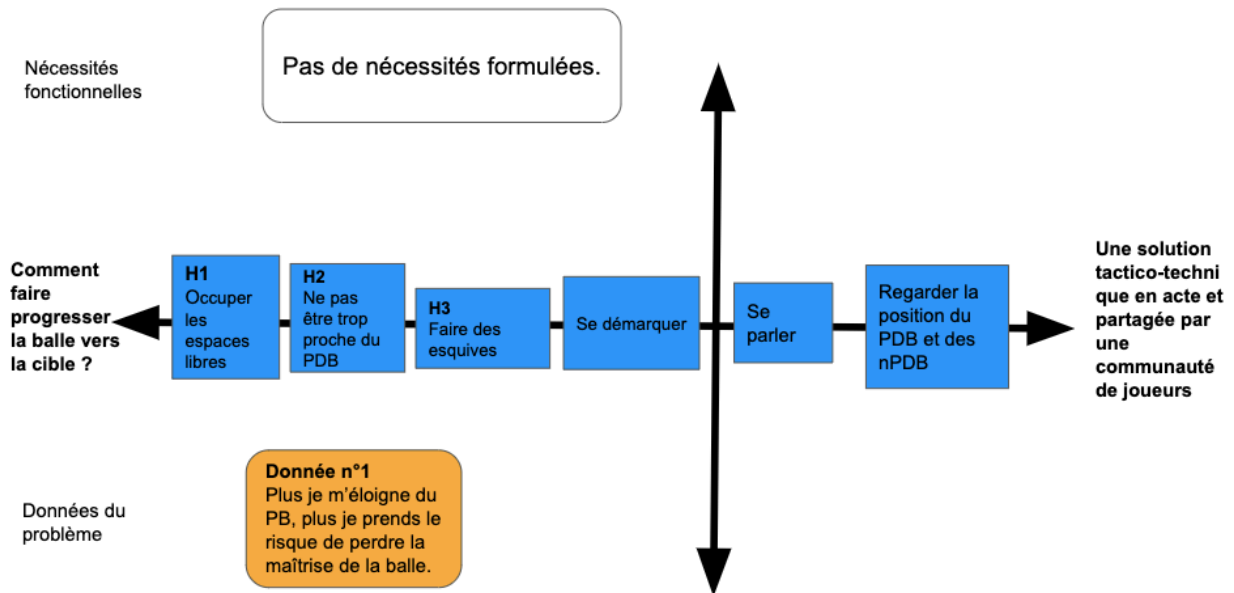 Nécessités
fonctionnelles
Pas de nécessités formulées.
Comment
faire
progresser
la balle vers
la cible ?
H1
Occuper
les
espaces
libres
H2
Ne pas
être trop
proche du
PDB
H3
Faire des
esquives
Se démarquer
Se
parler
Regarder la
position du
PDB et des
nPDB
Une solution
tactico-techni
que en acte et
partagée par
une
communauté
de joueurs
Données du
problème
Donnée n°1
Plus je m’éloigne du
PB, plus je prends le
risque de perdre la
maîtrise de la balle.